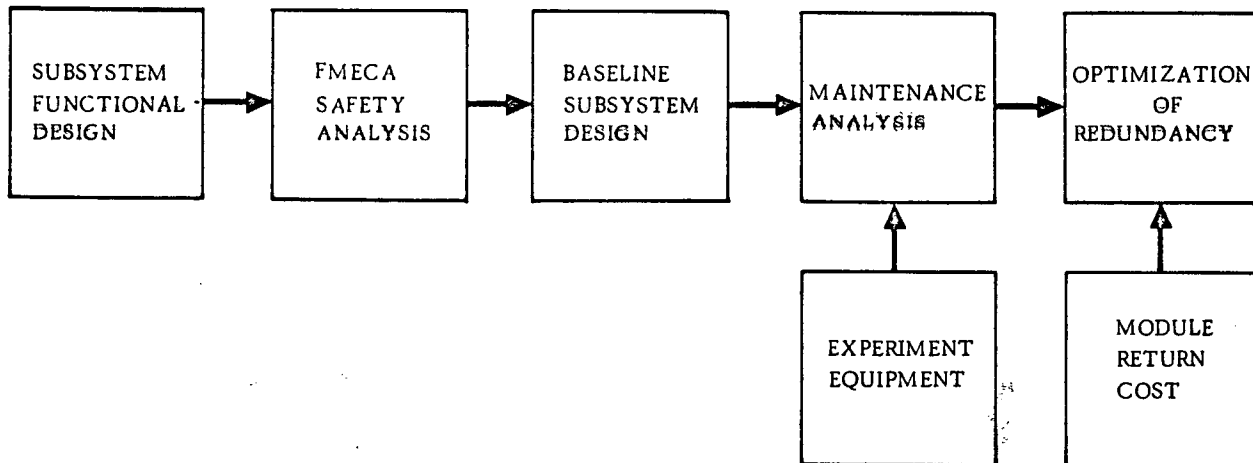 SUBSYSTEM
FUNCTIONAL
DESIGN
FMECA
SAFETY
ANALYSIS
BASELINE
SUBSYSTEM
DESIGN
MAINTENANCE
ANALYSIS
OPTIMIZATION
OF
REDUNDANCY
EXPERIMENT
EQUIPMENT
MODULE
RETURN
COST